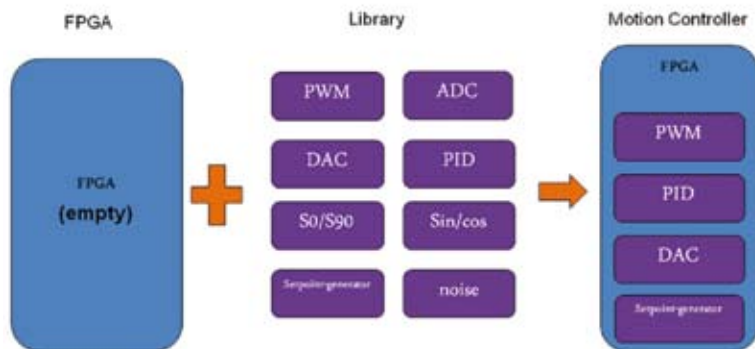 FPGA
Library
Motion Controller
FPGA
(empty)
PWM
ADC
DAC
PID
S0/S90
Sin/cos
Setpoint-generator
noise
FPGA
PWM
PID
DAC
Setpoint-generator